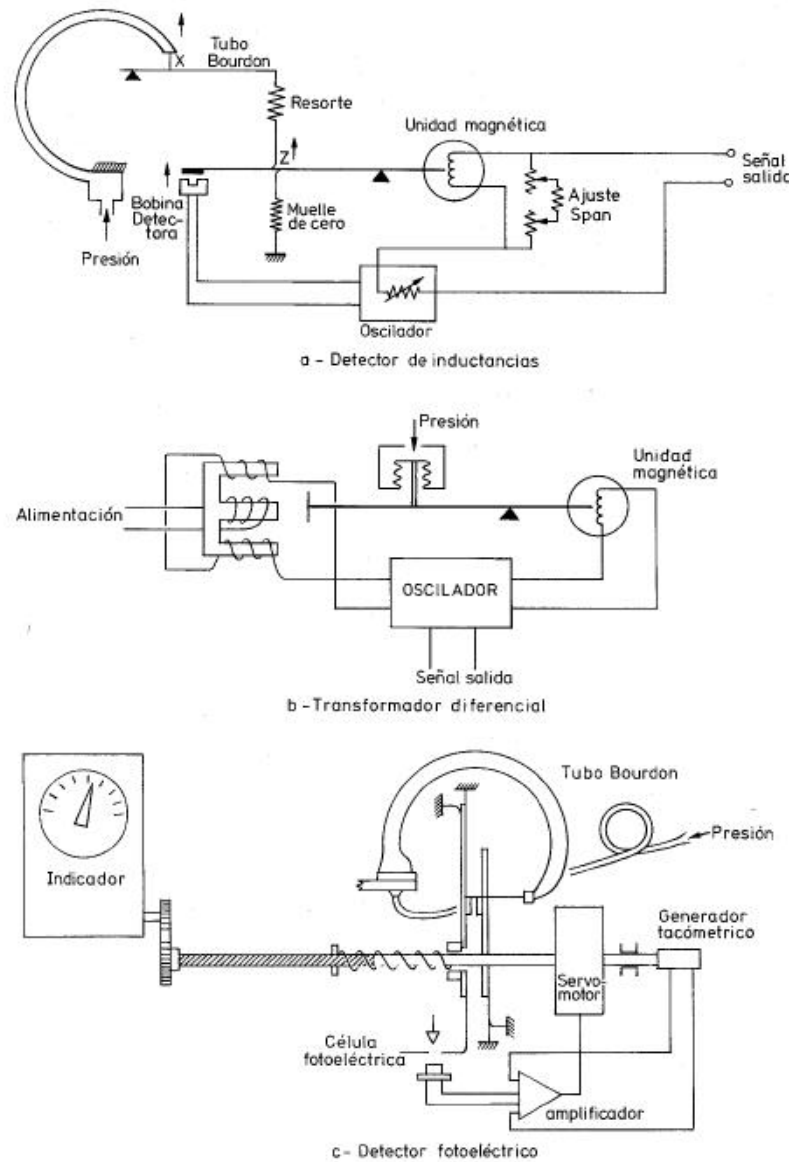 X
Tubo
Bourdon
Resorte
Unidad magnética
Z
Señal
salida
Bobina
Detec-
tora
Muelle
de cero
Ajuste
Span
Presión
Oscilador
a - Detector de inductancias
Presión
Unidad
magnética
Alimentación
OSCILADOR
Señal salida
b - Transformador diferencial
Tubo Bourdon
Presión
Indicador
Generador
tacómetrico
Servo-
motor
Célula
fotoeléctrica
amplificador
c - Detector fotoeléctrico